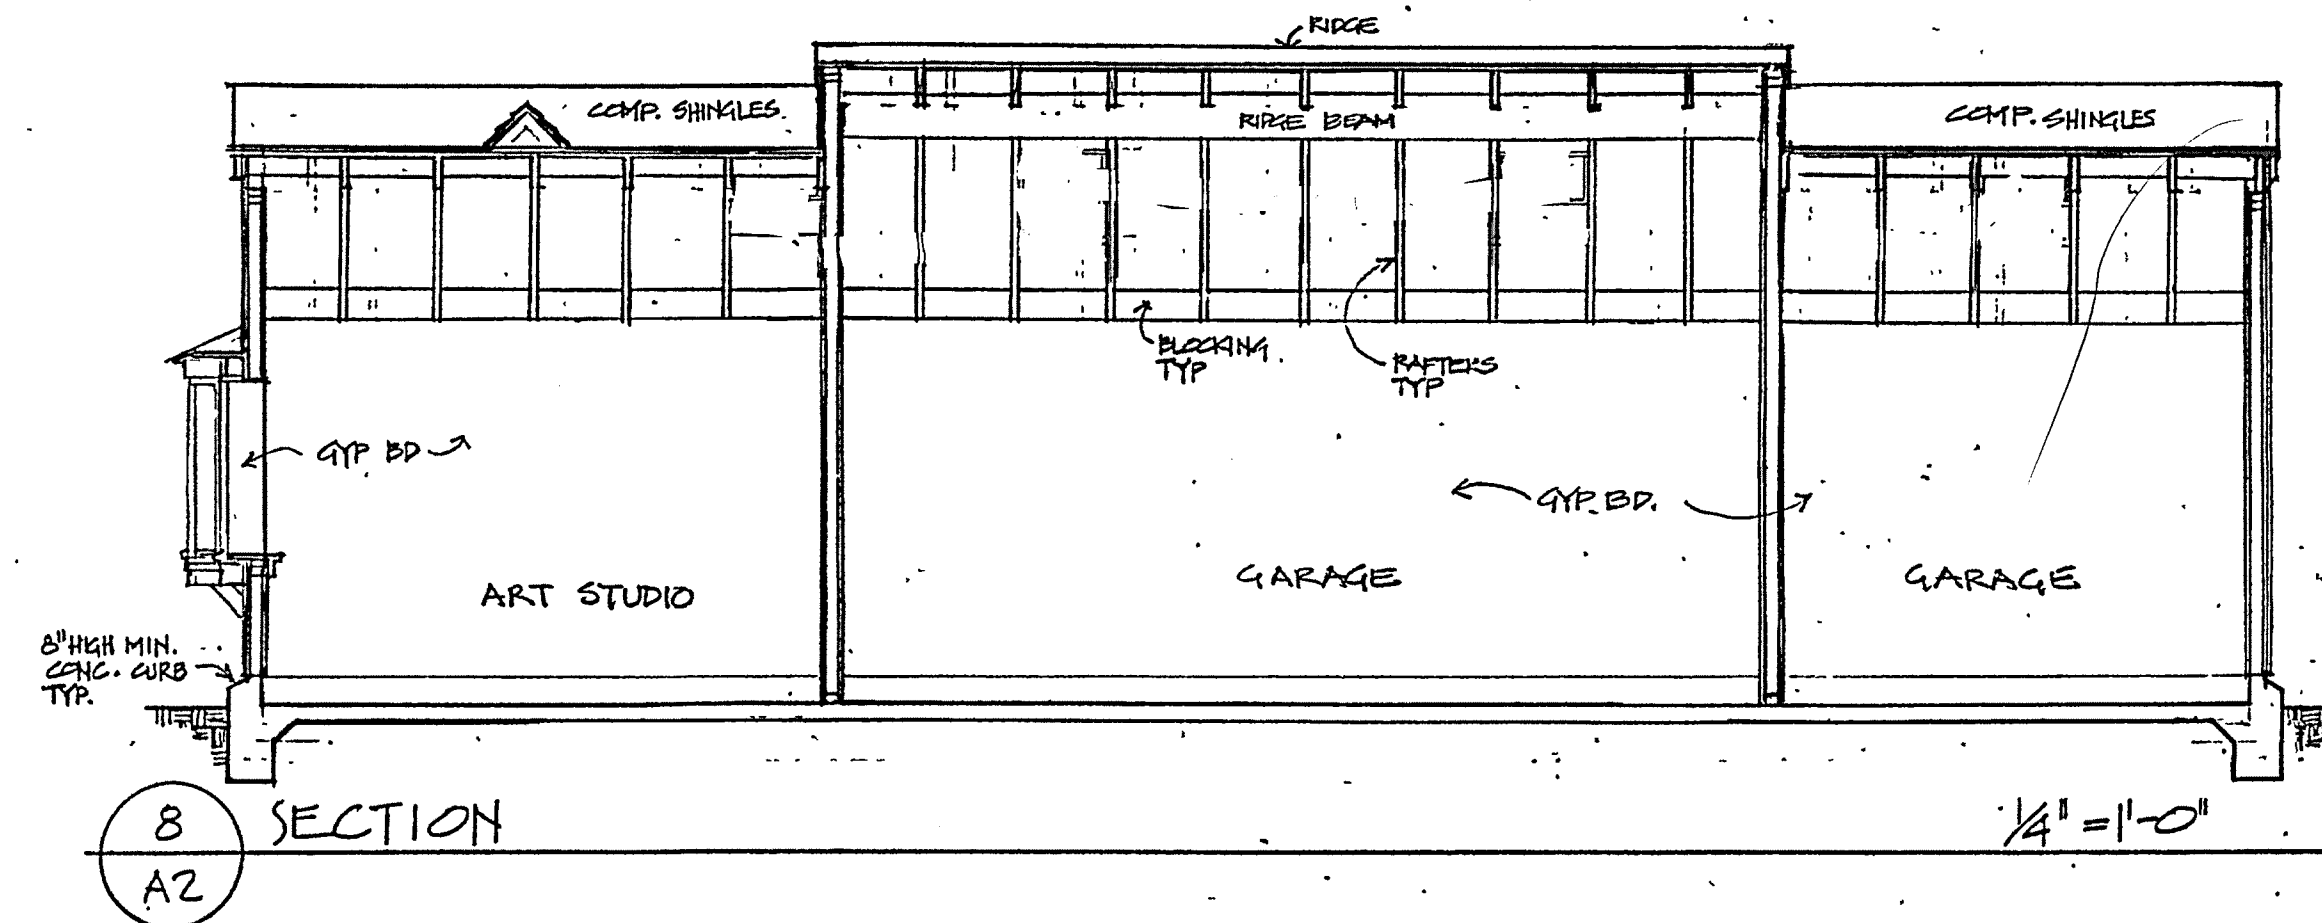 RIDGE
COMP. SHINGLES.
COMP. SHINGLES
RIDGE BEAM
BLOCKING
TYP
RAFTERS
TYP
GYP. BD
GYP. BD.
ART STUDIO
GARAGE
GARAGE
8" HIGH MIN.
CONC. CURB
TYP.
8
SECTION
1/4" = 1'-0"
A2